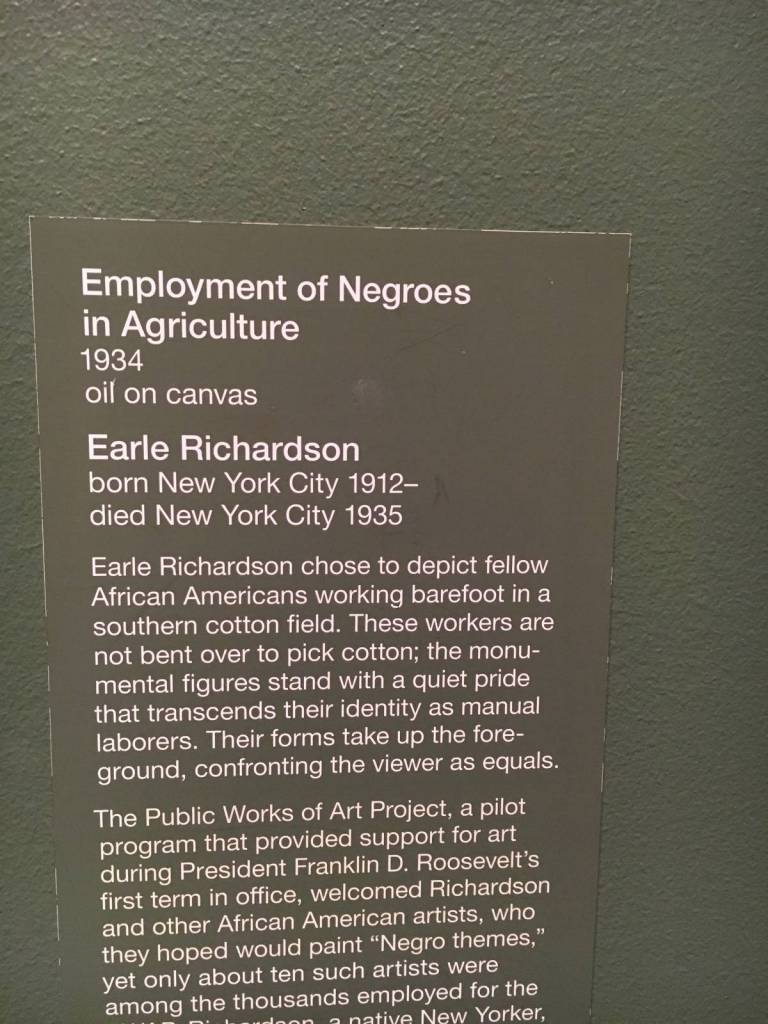 Employment of Negroes
in Agriculture
1934
oil on canvas
Earle Richardson
born New York City 1912–
died New York City 1935
Earle Richardson chose to depict fellow
African Americans working barefoot in a
southern cotton field. These workers are
not bent over to pick cotton; the monu-
mental figures stand with a quiet pride
that transcends their identity as manual
laborers. Their forms take up the fore-
ground, confronting the viewer as equals.
The Public Works of Art Project, a pilot
program that provided support for art
during President Franklin D. Roosevelt's
first term in office, welcomed Richardson
and other African American artists, who
they hoped would paint “Negro themes,”
yet only about ten such artists were
among the thousands employed for the
Richardson, a native New Yorker,